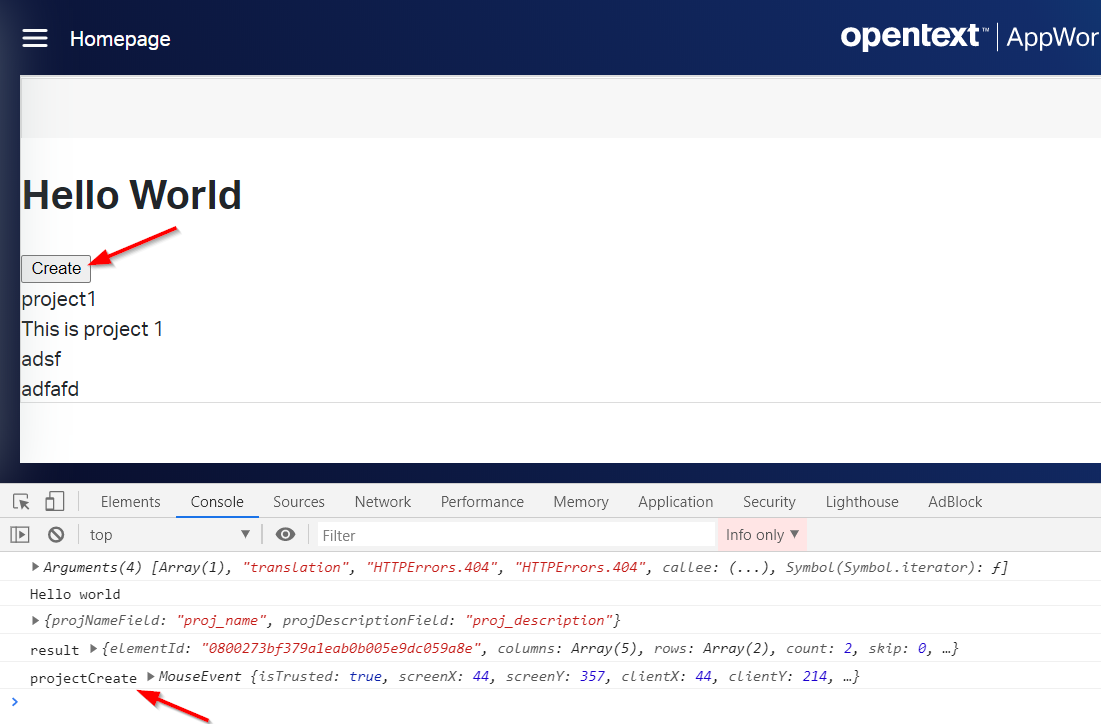 Homepage
opentext™ | AppWor
Hello World
Create
project1
This is project 1
adsf
adfafd
Elements Console Sources Network Performance Memory Application Security Lighthouse AdBlock
top ▼ Filter Info only ▼
▶Arguments(4) [Array(1), "translation", "HTTPErrors.404", "HTTPErrors.404", callee: (...), Symbol(Symbol.iterator): ƒ]
Hello world
▶{projNameField: "proj_name", projDescriptionField: "proj_description"}
result ▶{elementId: "0800273bf379a1eab0b005e9dc059a8e", columns: Array(5), rows: Array(2), count: 2, skip: 0, …}
projectCreate ▶MouseEvent {isTrusted: true, screenX: 44, screenY: 357, clientX: 44, clientY: 214, …}
>